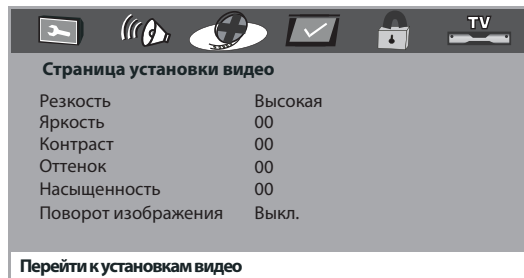 TV
Страница установки видео
Резкость Высокая
Яркость 00
Контраст 00
Оттенок 00
Насыщенность 00
Поворот изображения Выкл.
Перейти к установкам видео